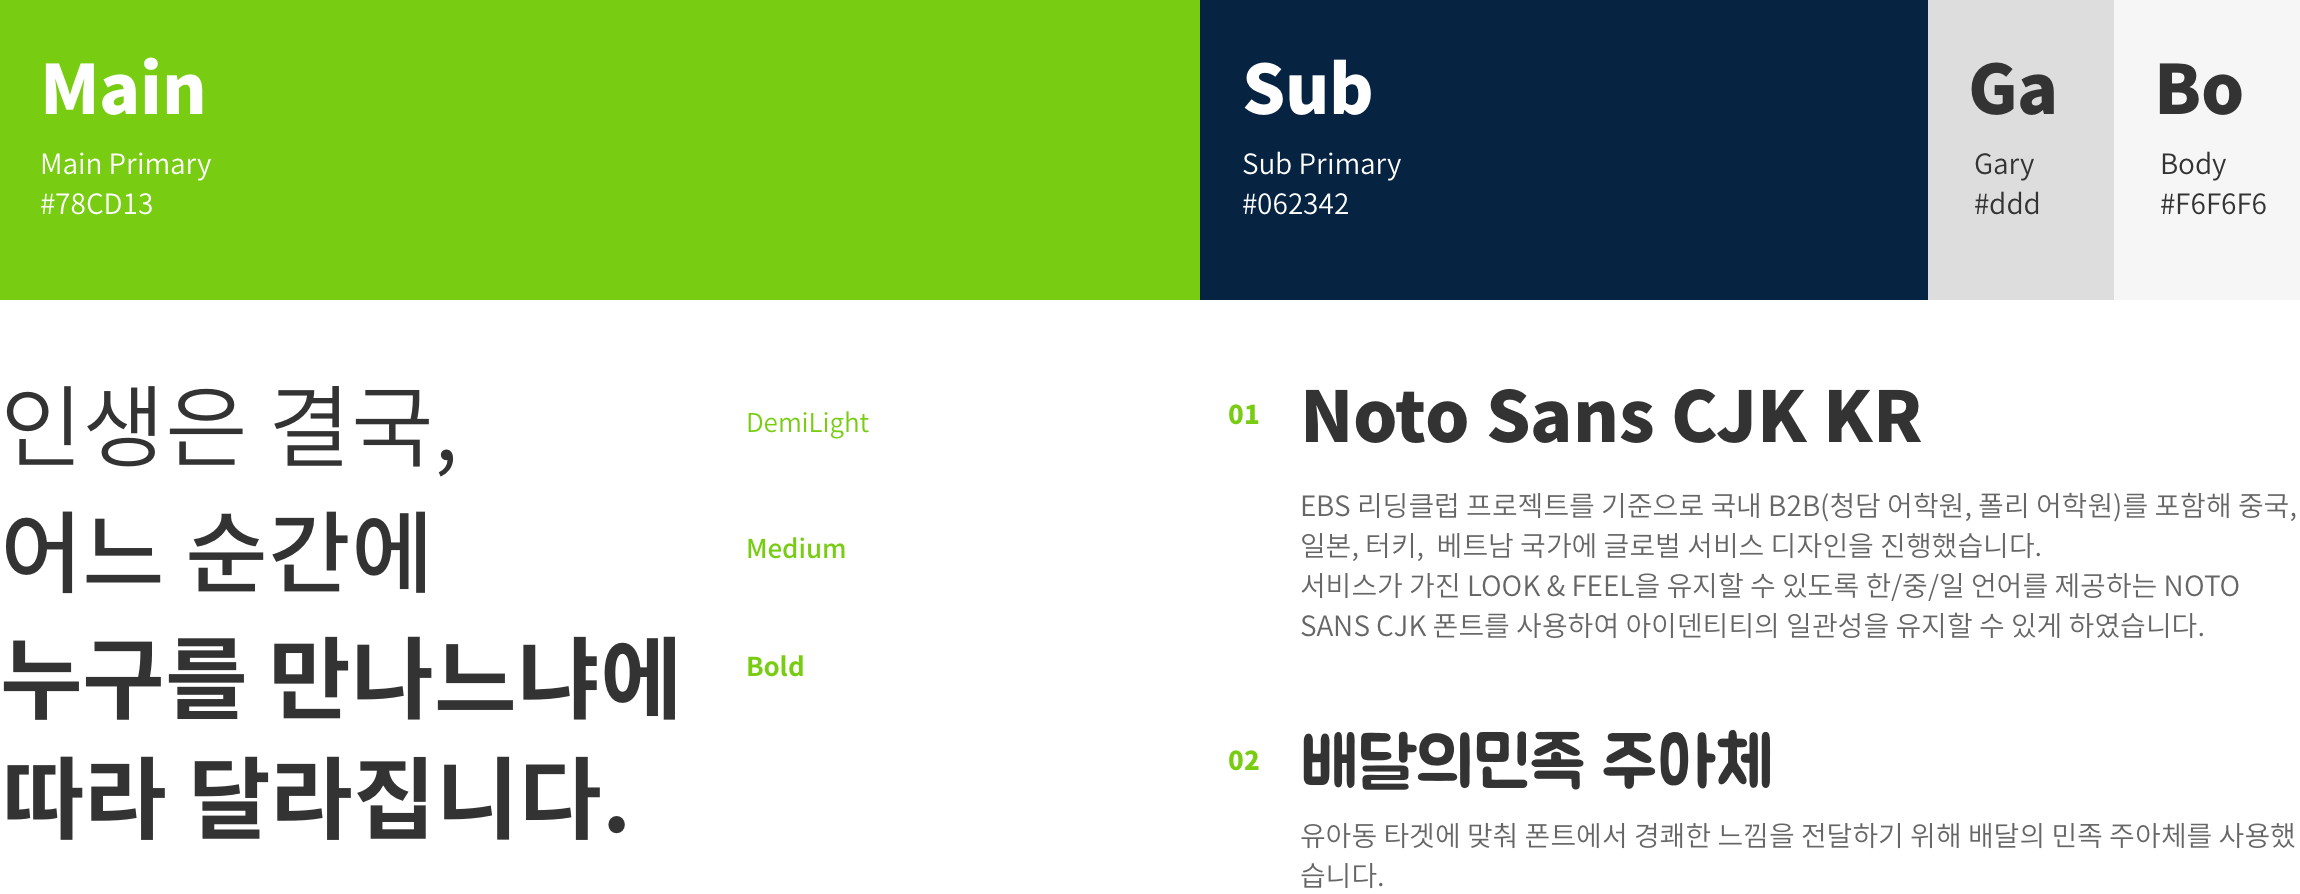 Main
Main Primary
#78CD13
Sub
Sub Primary
#062342
Ga
Gary
#ddd
Bo
Body
#F6F6F6
인생은 결국,
DemiLight
어느 순간에
Medium
누구를 만나느냐에
Bold
따라 달라집니다.
01
Noto Sans CJK KR
EBS 리딩클럽 프로젝트를 기준으로 국내 B2B(청담 어학원, 폴리 어학원)를 포함해 중국,
일본, 터키, 베트남 국가에 글로벌 서비스 디자인을 진행했습니다.
서비스가 가진 LOOK & FEEL을 유지할 수 있도록 한/중/일 언어를 제공하는 NOTO
SANS CJK 폰트를 사용하여 아이덴티티의 일관성을 유지할 수 있게 하였습니다.
02
배달의민족 주아체
유아동 타겟에 맞춰 폰트에서 경쾌한 느낌을 전달하기 위해 배달의 민족 주아체를 사용했
습니다.